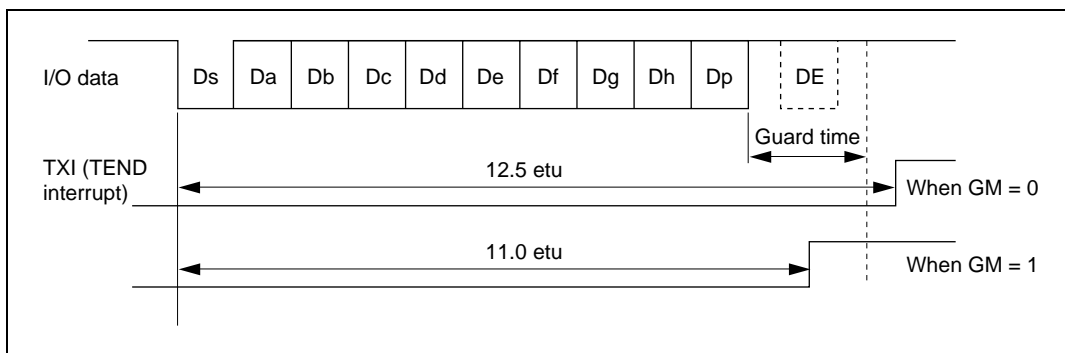 I/O data
Ds Da Db Dc Dd De Df Dg Dh Dp DE
Guard time
TXI (TEND
interrupt)
12.5 etu
When GM = 0
11.0 etu
When GM = 1